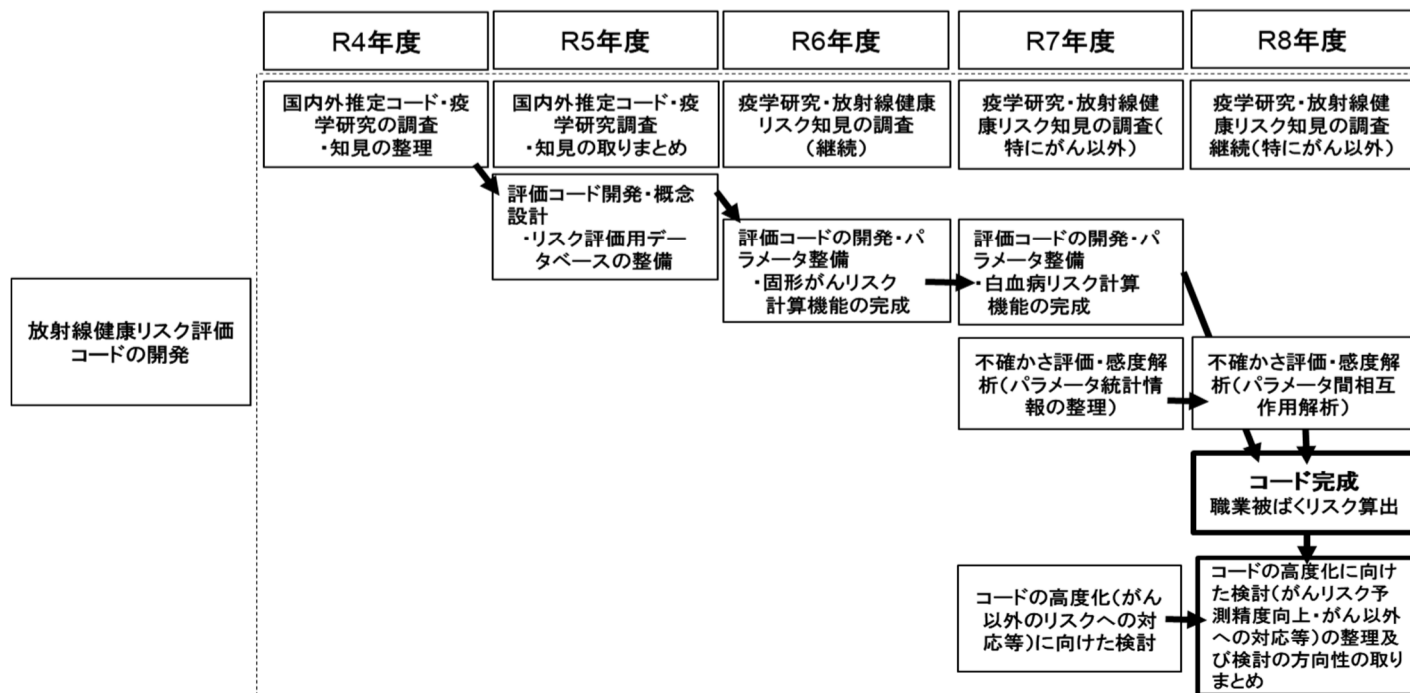 R4年度
R5年度
R6年度
R7年度
R8年度
国内外推定コード・疫
学研究の調査
・知見の整理
国内外推定コード・疫
学研究調査
・知見の取りまとめ
疫学研究・放射線健康
リスク知見の調査
(継続)
疫学研究・放射線健
康リスク知見の調査(
特にがん以外)
疫学研究・放射線健
康リスク知見の調査
継続(特にがん以外)
評価コード開発・概念
設計
・リスク評価用デー
タベースの整備
評価コードの開発・パ
ラメータ整備
・固形がんリスク
計算機能の完成
評価コードの開発・パ
ラメータ整備
・白血病リスク計算
機能の完成
放射線健康リスク評価
コードの開発
不確かさ評価・感度解
析(パラメータ統計情
報の整理)
不確かさ評価・感度解
析(パラメータ間相互
作用解析)
コード完成
職業被ばくリスク算出
コードの高度化(がん
以外のリスクへの対
応等)に向けた検討
コードの高度化に向け
た検討(がんリスク予
測精度向上・がん以外
への対応等)の整理及
び検討の方向性の取り
まとめ